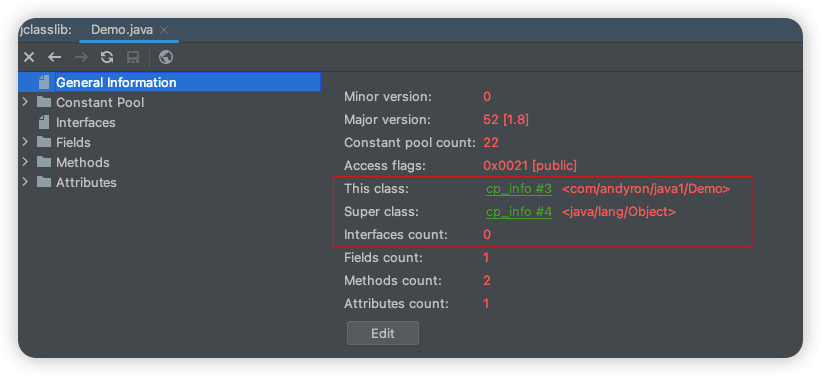 jclasslib: Demo.java
General Information
Constant Pool
Interfaces
Fields
Methods
Attributes
Minor version: 0
Major version: 52 [1.8]
Constant pool count: 22
Access flags: 0x0021 [public]
This class: cp_info #3 <com/andyron/java1/Demo>
Super class: cp_info #4 <java/lang/Object>
Interfaces count: 0
Fields count: 1
Methods count: 2
Attributes count: 1
Edit